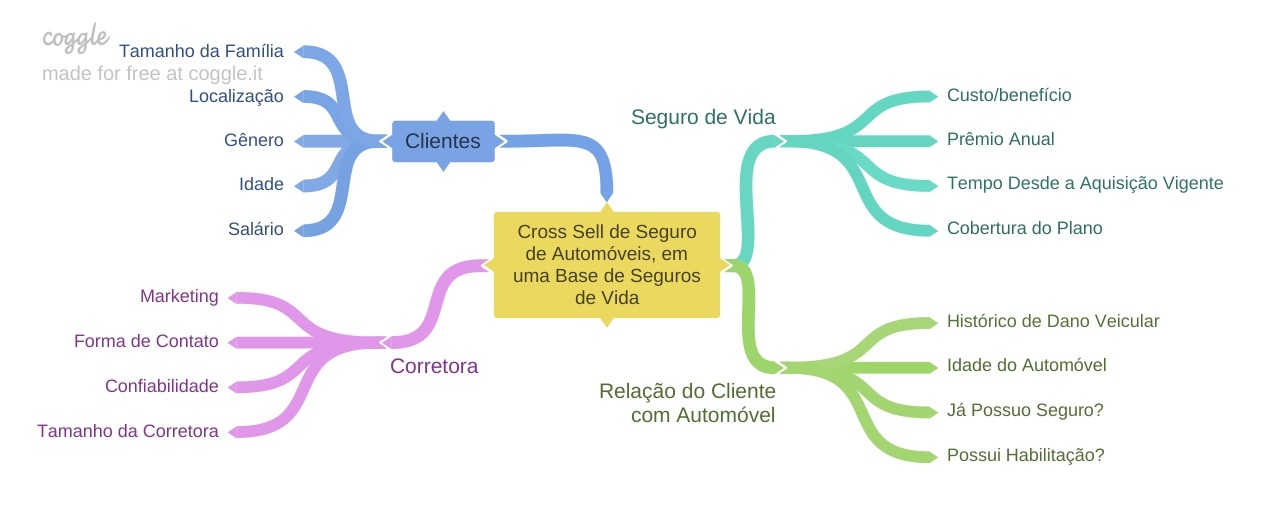 coggle
made for free at coggle.it
Tamanho da Família
Localização
Gênero
Idade
Salário
Clientes
Marketing
Forma de Contato
Confiabilidade
Tamanho da Corretora
Corretora
Cross Sell de Seguro
de Automóveis, em
uma Base de Seguros
de Vida
Seguro de Vida
Custo/benefício
Prêmio Anual
Tempo Desde a Aquisição Vigente
Cobertura do Plano
Relação do Cliente
com Automóvel
Histórico de Dano Veicular
Idade do Automóvel
Já Possuo Seguro?
Possui Habilitação?